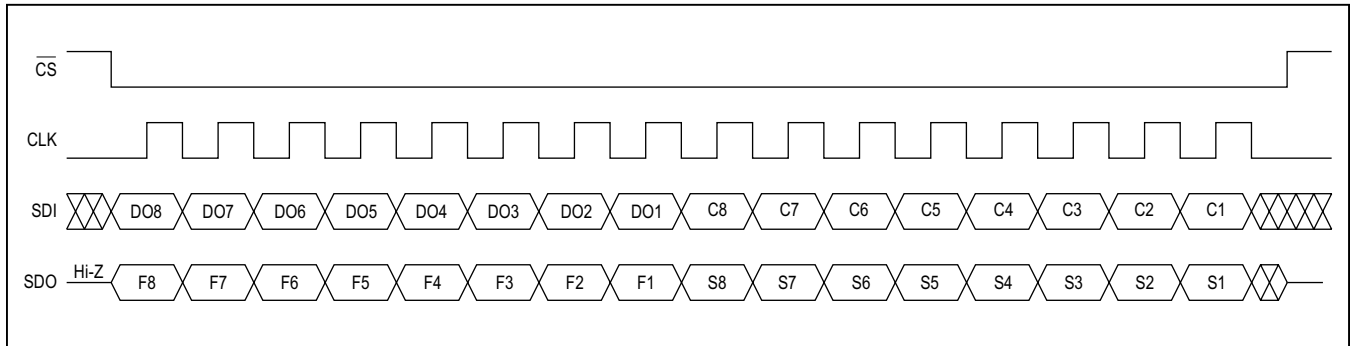 CS
CLK
SDI DO8 DO7 DO6 DO5 DO4 DO3 DO2 DO1 C8 C7 C6 C5 C4 C3 C2 C1
SDO Hi-Z F8 F7 F6 F5 F4 F3 F2 F1 S8 S7 S6 S5 S4 S3 S2 S1